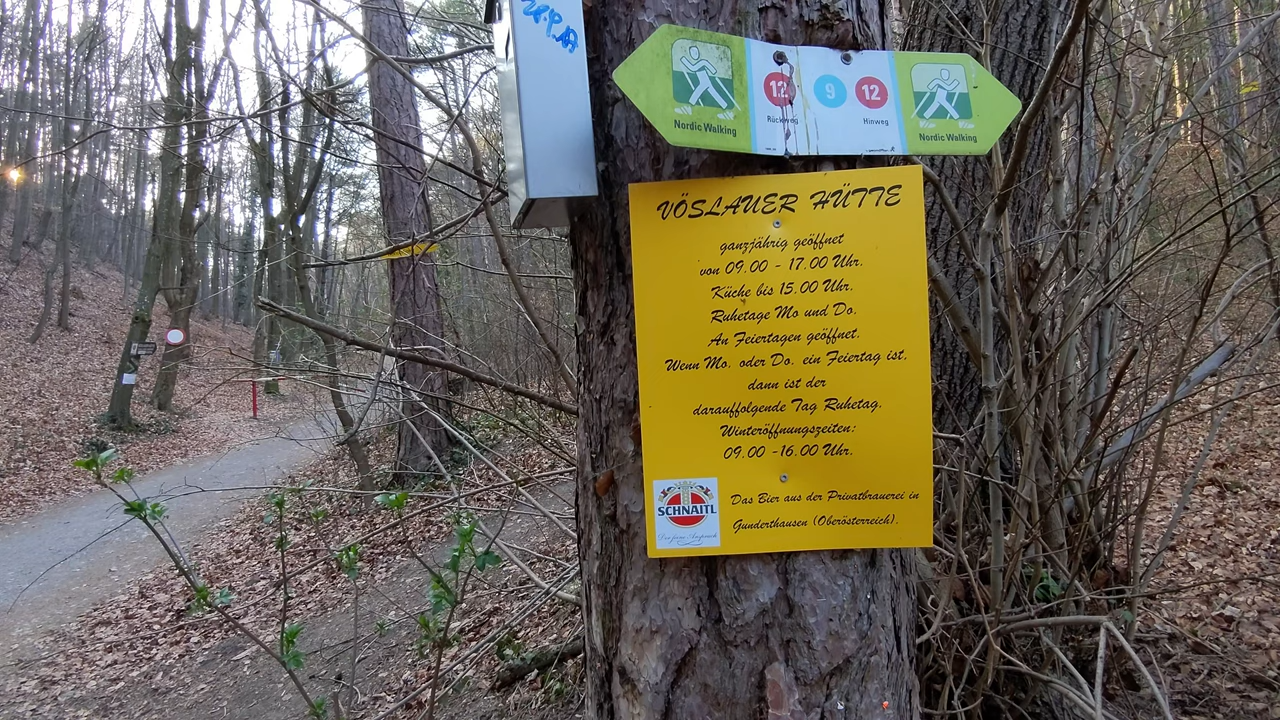 Nordic Walking
12
Rückweg
9
12
Hinweg
Nordic Walking
VÖSLAUER HÜTTE
ganzjährig geöffnet
von 09.00 - 17.00 Uhr.
Küche bis 15.00 Uhr.
Ruhetage Mo und Do.
An Feiertagen geöffnet.
Wenn Mo. oder Do. ein Feiertag ist,
dann ist der
darauffolgende Tag Ruhetag.
Winteröffnungszeiten:
09.00 - 16.00 Uhr.
SCHNAITL
Das Bier aus der Privatbrauerei in
Gundertshausen (Oberösterreich).